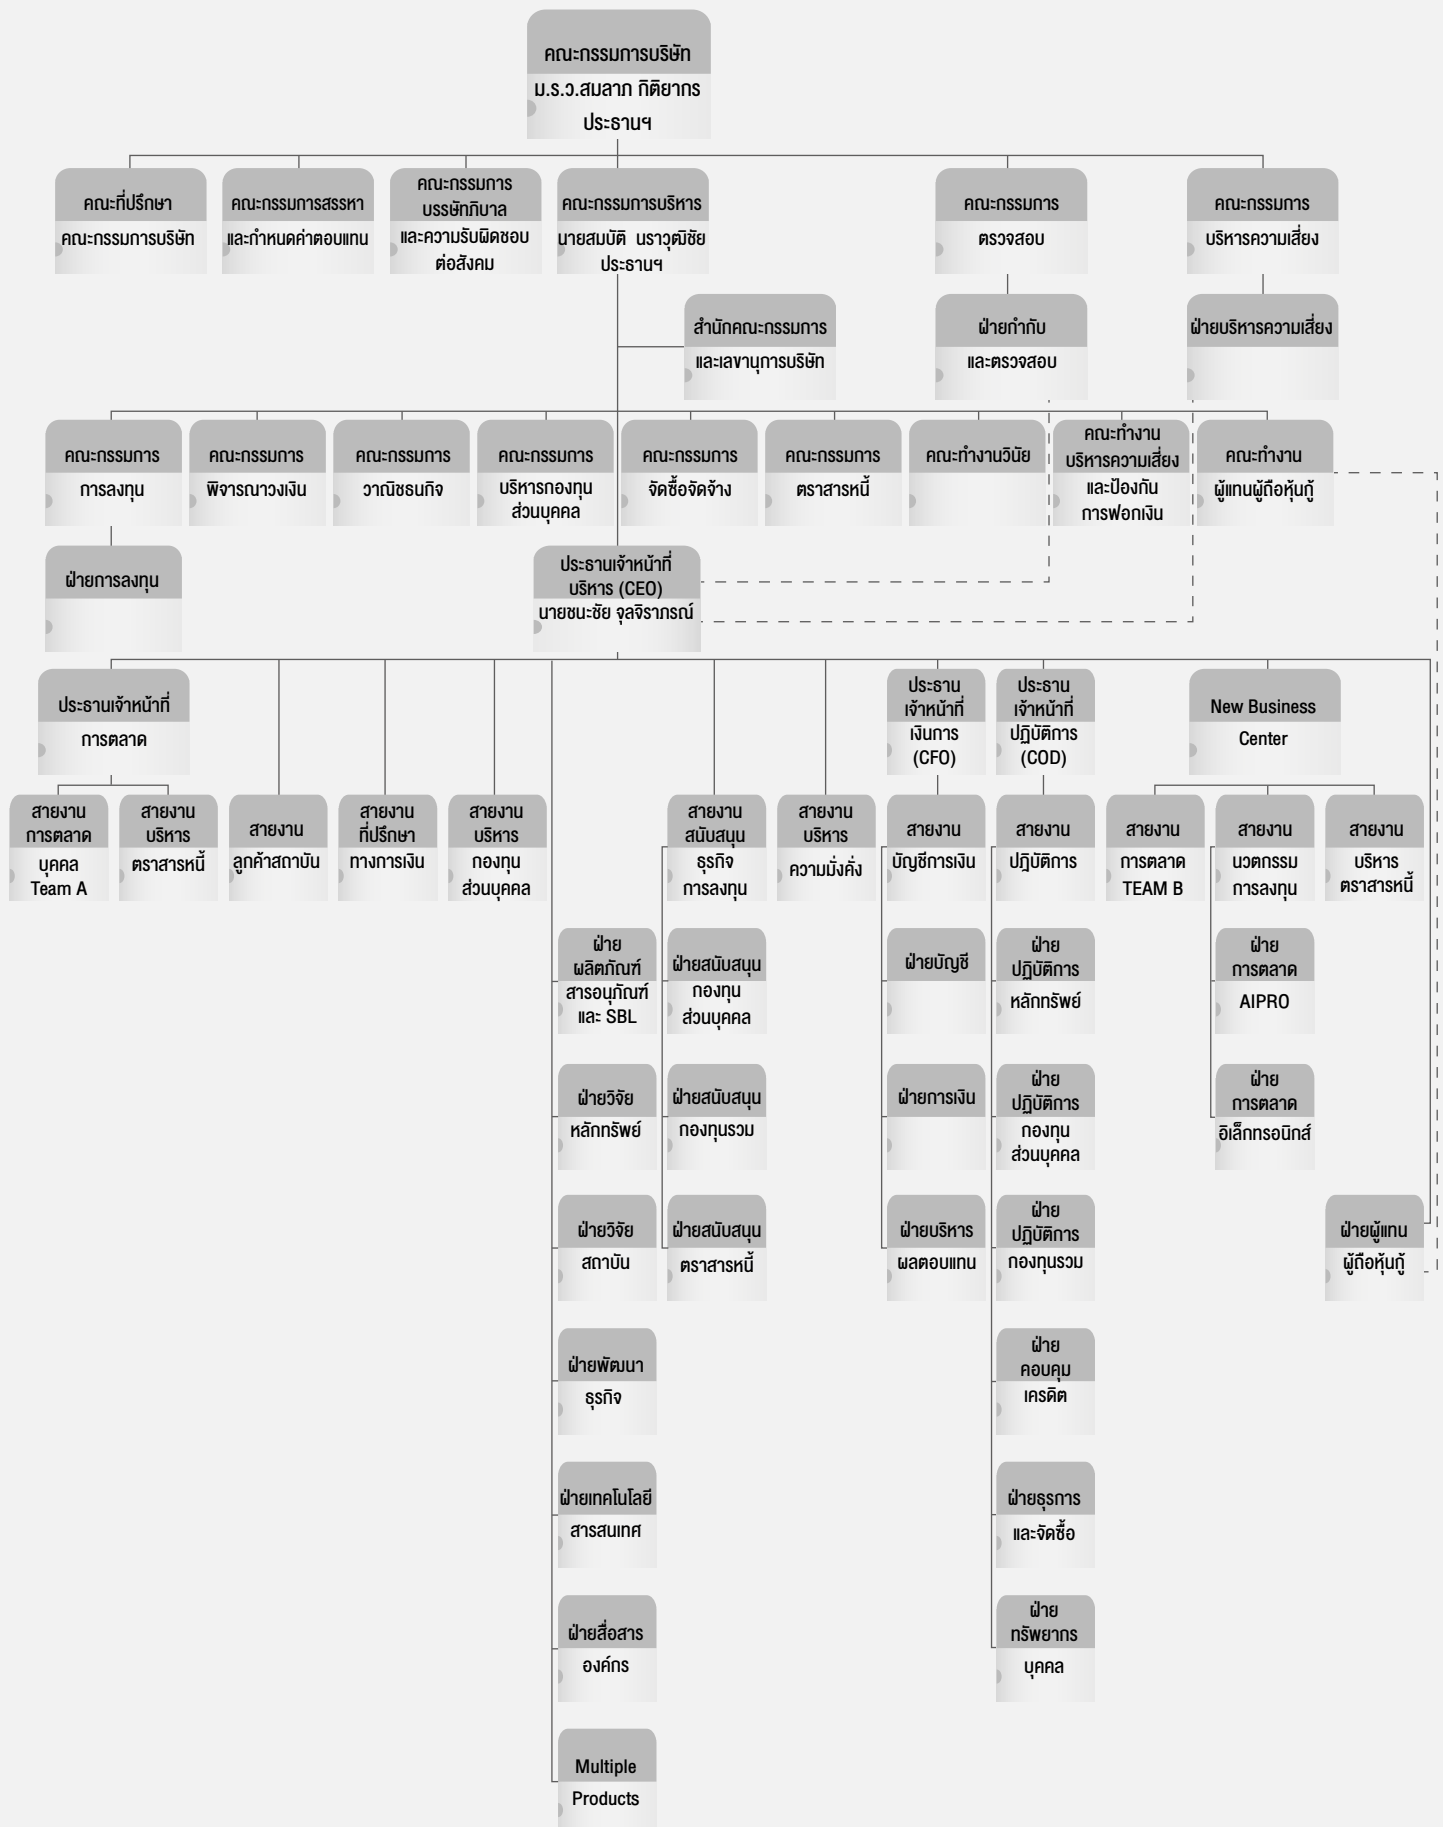 คณะกรรมการบริษัท
ม.ร.ว.สมลาภ กิติยากร
ประธานฯ
คณะที่ปรึกษา
คณะกรรมการบริษัท
คณะกรรมการสรรหา
และกำหนดค่าตอบแทน
คณะกรรมการ
บรรษัทภิบาล
และความรับผิดชอบ
ต่อสังคม
คณะกรรมการบริหาร
นายสมบัติ นราวุฒิชัย
ประธานฯ
คณะกรรมการ
ตรวจสอบ
คณะกรรมการ
บริหารความเสี่ยง
สำนักคณะกรรมการ
และเลขานุการบริษัท
ฝ่ายกำกับ
และตรวจสอบ
ฝ่ายบริหารความเสี่ยง
คณะกรรมการ
การลงทุน
คณะกรรมการ
พิจารณาวงเงิน
คณะกรรมการ
วาณิชธนกิจ
คณะกรรมการ
บริหารกองทุน
ส่วนบุคคล
คณะกรรมการ
จัดซื้อจัดจ้าง
คณะกรรมการ
ตราสารหนี้
คณะทำงานวินัย
คณะทำงาน
บริหารความเสี่ยง
และป้องกัน
การฟอกเงิน
คณะทำงาน
ผู้แทนผู้ถือหุ้นกู้
ฝ่ายการลงทุน
ประธานเจ้าหน้าที่
บริหาร (CEO)
นายชนะชัย จุลจิราภรณ์
ประธานเจ้าหน้าที่
การตลาด
ประธาน
เจ้าหน้าที่
เงินการ
(CFO)
ประธาน
เจ้าหน้าที่
ปฏิบัติการ
(COD)
New Business
Center
สายงาน
การตลาด
บุคคล
Team A
สายงาน
บริหาร
ตราสารหนี้
สายงาน
ลูกค้าสถาบัน
สายงาน
ที่ปรึกษา
ทางการเงิน
สายงาน
บริหาร
กองทุน
ส่วนบุคคล
สายงาน
สนับสนุน
ธุรกิจ
การลงทุน
สายงาน
บริหาร
ความมั่งคั่ง
สายงาน
บัญชีการเงิน
สายงาน
ปฎิบัติการ
สายงาน
การตลาด
TEAM B
สายงาน
นวตกรรม
การลงทุน
สายงาน
บริหาร
ตราสารหนี้
ฝ่าย
ผลิตภัณฑ์
สารอนุภัณฑ์
และ SBL
ฝ่ายสนับสนุน
กองทุน
ส่วนบุคคล
ฝ่ายบัญชี
ฝ่าย
ปฏิบัติการ
หลักทรัพย์
ฝ่าย
การตลาด
AIPRO
ฝ่ายวิจัย
หลักทรัพย์
ฝ่ายสนับสนุน
กองทุนรวม
ฝ่ายการเงิน
ฝ่าย
ปฏิบัติการ
กองทุน
ส่วนบุคคล
ฝ่าย
การตลาด
อิเล็กทรอนิกส์
ฝ่ายวิจัย
สถาบัน
ฝ่ายสนับสนุน
ตราสารหนี้
ฝ่ายบริหาร
ผลตอบแทน
ฝ่าย
ปฏิบัติการ
กองทุนรวม
ฝ่ายผู้แทน
ผู้ถือหุ้นกู้
ฝ่ายพัฒนา
ธุรกิจ
ฝ่าย
คอบคุม
เครดิต
ฝ่ายเทคโนโลยี
สารสนเทศ
ฝ่ายธุรการ
และจัดซื้อ
ฝ่ายสื่อสาร
องค์กร
ฝ่าย
ทรัพยากร
บุคคล
Multiple
Products